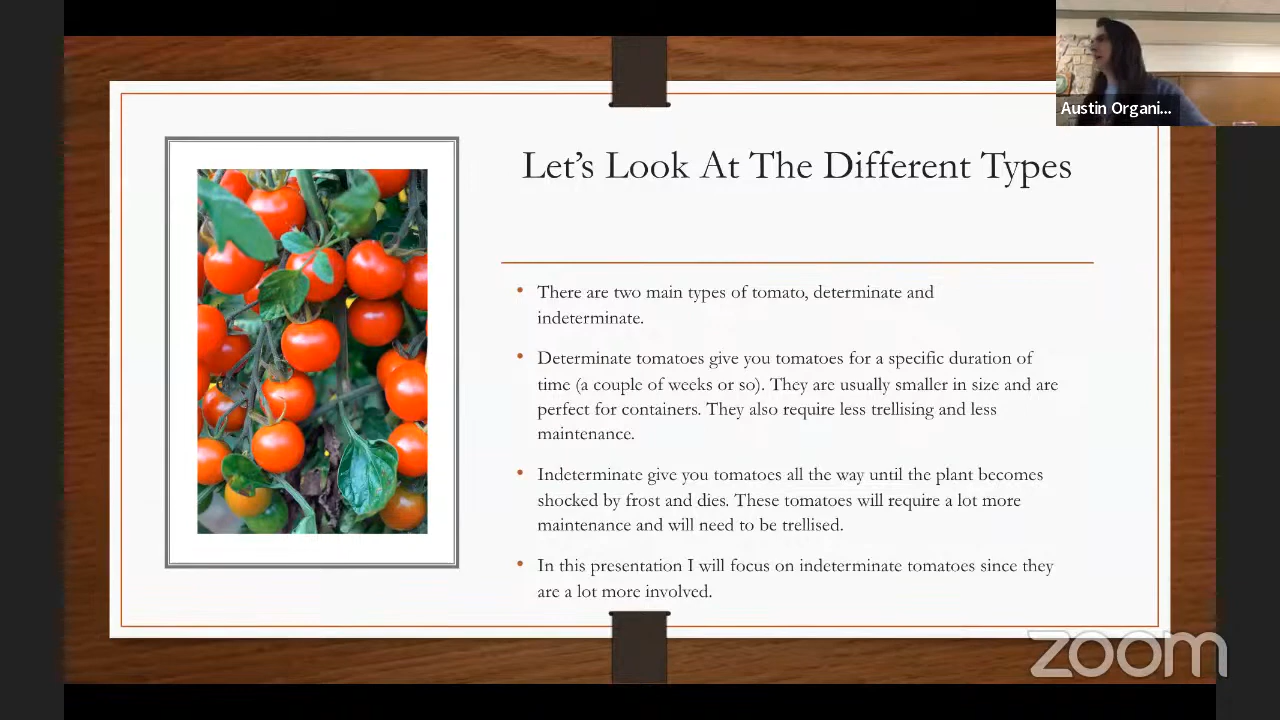 Austin Organi...
Let's Look At The Different Types
• There are two main types of tomato, determinate and
indeterminate.
• Determinate tomatoes give you tomatoes for a specific duration of
time (a couple of weeks or so). They are usually smaller in size and are
perfect for containers. They also require less trellising and less
maintenance.
• Indeterminate give you tomatoes all the way until the plant becomes
shocked by frost and dies. These tomatoes will require a lot more
maintenance and will need to be trellised.
• In this presentation I will focus on indeterminate tomatoes since they
are a lot more involved.
zoom